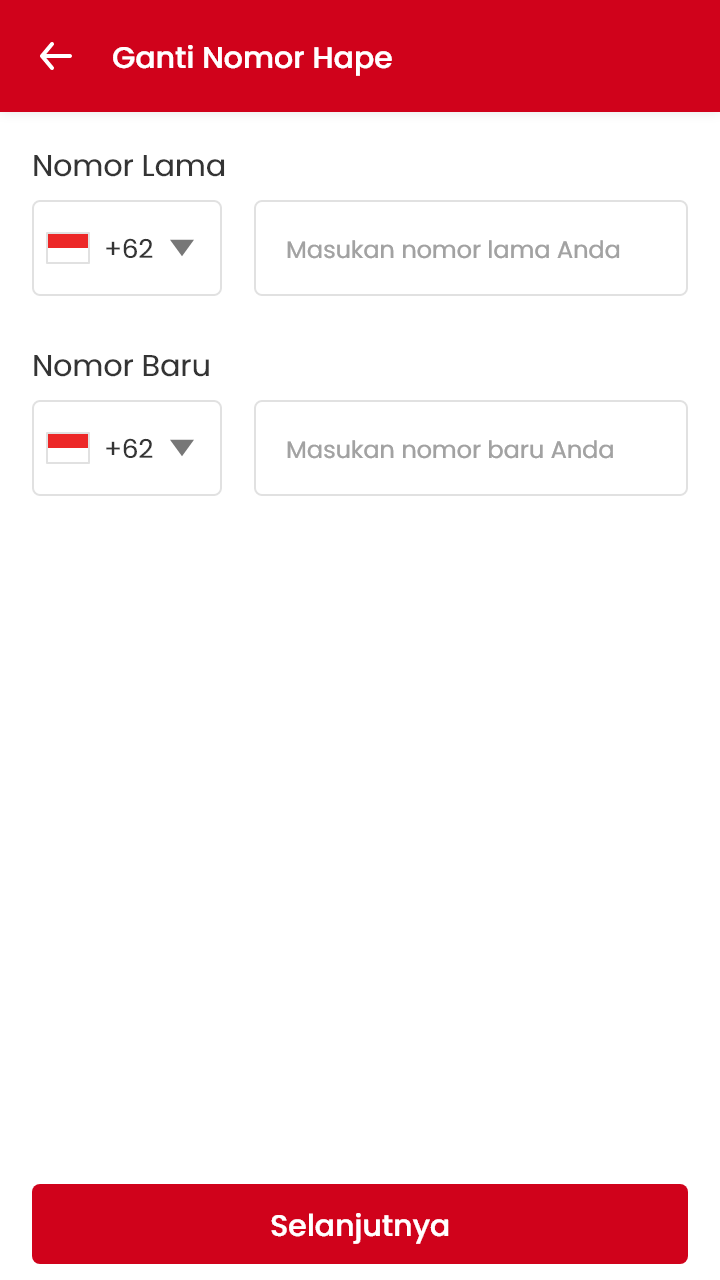 Ganti Nomor Hape
Nomor Lama
+62
Masukan nomor lama Anda
Nomor Baru
+62
Masukan nomor baru Anda
Selanjutnya